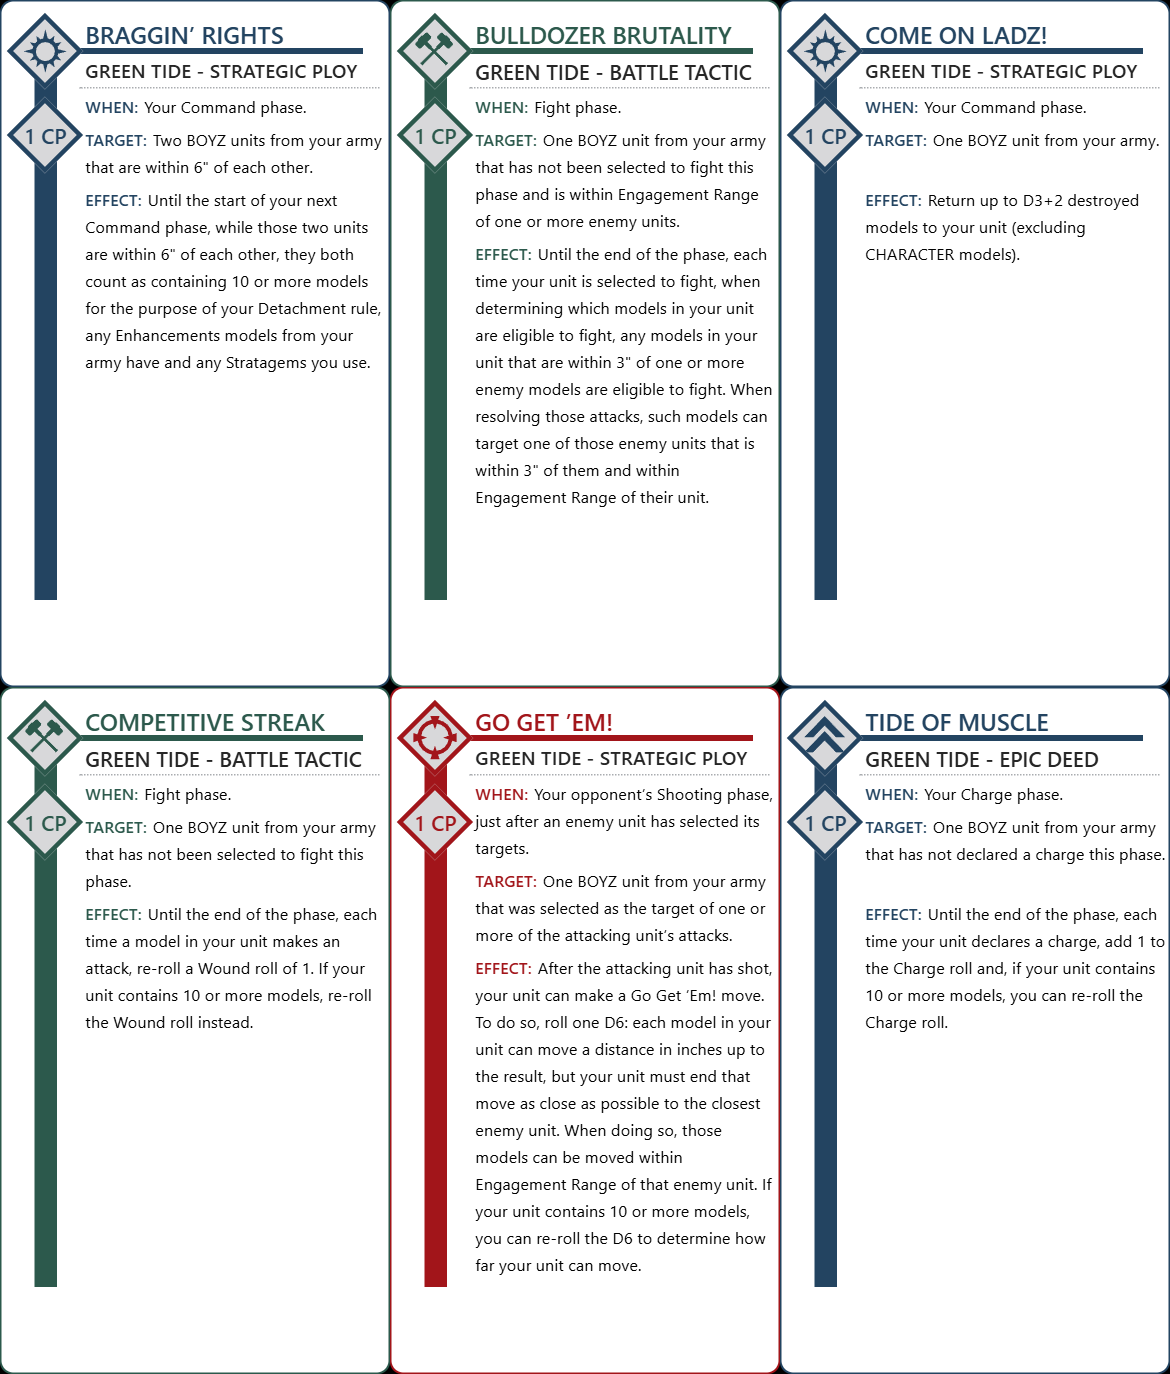 BRAGGIN’ RIGHTS
GREEN TIDE - STRATEGIC PLOY
1 CP
WHEN: Your Command phase.
TARGET: Two BOYZ units from your army
that are within 6" of each other.
EFFECT: Until the start of your next
Command phase, while those two units
are within 6" of each other, they both
count as containing 10 or more models
for the purpose of your Detachment rule,
any Enhancements models from your
army have and any Stratagems you use.
BULLDOZER BRUTALITY
GREEN TIDE - BATTLE TACTIC
1 CP
WHEN: Fight phase.
TARGET: One BOYZ unit from your army
that has not been selected to fight this
phase and is within Engagement Range
of one or more enemy units.
EFFECT: Until the end of the phase, each
time your unit is selected to fight, when
determining which models in your unit
are eligible to fight, any models in your
unit that are within 3" of one or more
enemy models are eligible to fight. When
resolving those attacks, such models can
target one of those enemy units that is
within 3" of them and within
Engagement Range of their unit.
COME ON LADZ!
GREEN TIDE - STRATEGIC PLOY
1 CP
WHEN: Your Command phase.
TARGET: One BOYZ unit from your army.
EFFECT: Return up to D3+2 destroyed
models to your unit (excluding
CHARACTER models).
COMPETITIVE STREAK
GREEN TIDE - BATTLE TACTIC
1 CP
WHEN: Fight phase.
TARGET: One BOYZ unit from your army
that has not been selected to fight this
phase.
EFFECT: Until the end of the phase, each
time a model in your unit makes an
attack, re-roll a Wound roll of 1. If your
unit contains 10 or more models, re-roll
the Wound roll instead.
GO GET ’EM!
GREEN TIDE - STRATEGIC PLOY
1 CP
WHEN: Your opponent’s Shooting phase,
just after an enemy unit has selected its
targets.
TARGET: One BOYZ unit from your army
that was selected as the target of one or
more of the attacking unit’s attacks.
EFFECT: After the attacking unit has shot,
your unit can make a Go Get ’Em! move.
To do so, roll one D6: each model in your
unit can move a distance in inches up to
the result, but your unit must end that
move as close as possible to the closest
enemy unit. When doing so, those
models can be moved within
Engagement Range of that enemy unit. If
your unit contains 10 or more models,
you can re-roll the D6 to determine how
far your unit can move.
TIDE OF MUSCLE
GREEN TIDE - EPIC DEED
1 CP
WHEN: Your Charge phase.
TARGET: One BOYZ unit from your army
that has not declared a charge this phase.
EFFECT: Until the end of the phase, each
time your unit declares a charge, add 1 to
the Charge roll and, if your unit contains
10 or more models, you can re-roll the
Charge roll.